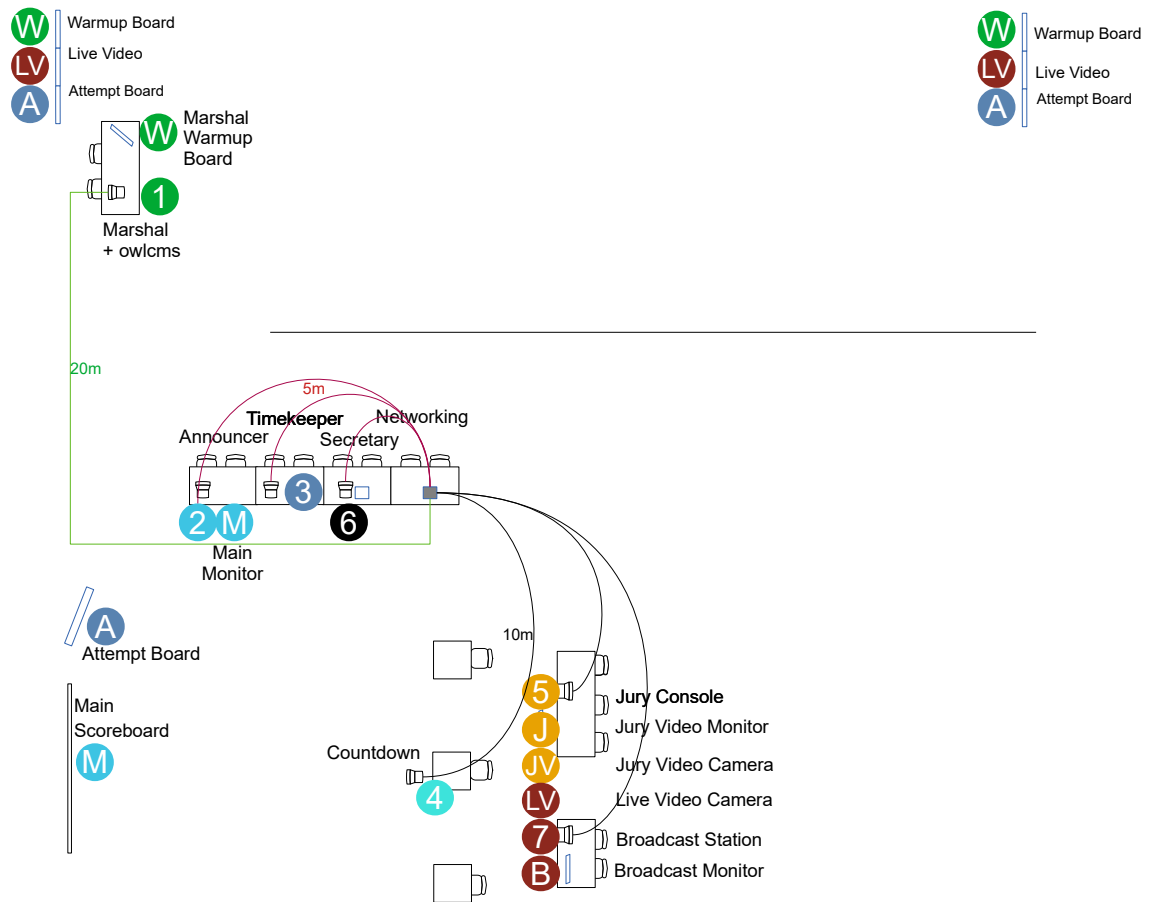 W Warmup Board
LV Live Video
A Attempt Board
W Warmup Board
LV Live Video
A Attempt Board
W
Marshal
Warmup
Board
1
Marshal
+ owlcms
20m
5m
Timekeeper
Networking
Announcer
Secretary
3
2
M
6
Main
Monitor
A
Attempt Board
10m
Main
Scoreboard
M
Countdown
4
5 Jury Console
J Jury Video Monitor
JV Jury Video Camera
LV Live Video Camera
7 Broadcast Station
B Broadcast Monitor